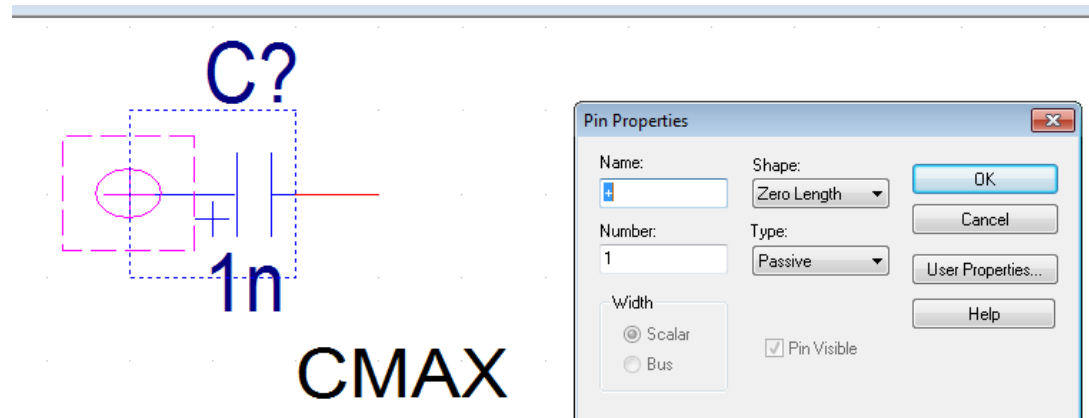 C?
+
1n
CMAX
Pin Properties
Name:
+
Number:
1
Width
Scalar
Bus
Shape:
Zero Length
Type:
Passive
Pin Visible
OK
Cancel
User Properties...
Help